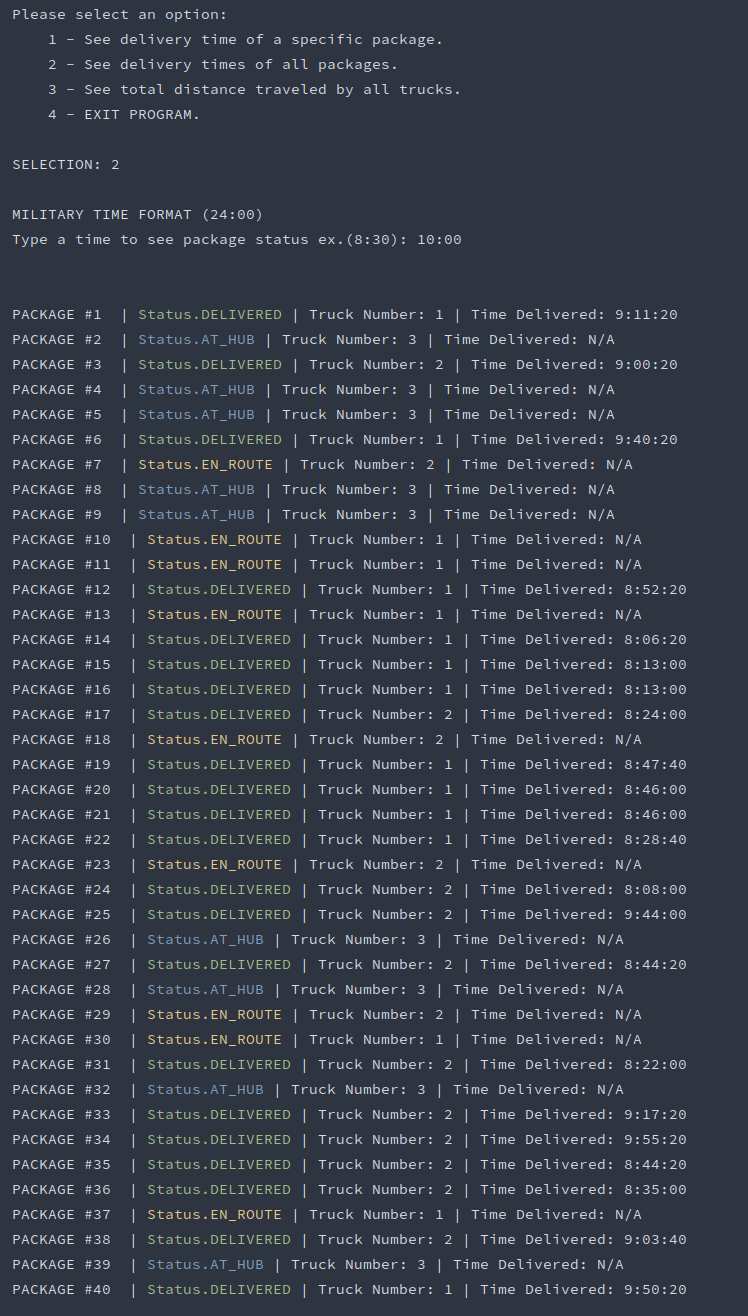 Please select an option:
    1 - See delivery time of a specific package.
    2 - See delivery times of all packages.
    3 - See total distance traveled by all trucks.
    4 - EXIT PROGRAM.

SELECTION: 2

MILITARY TIME FORMAT (24:00)
Type a time to see package status ex.(8:30): 10:00


PACKAGE #1  | Status.DELIVERED | Truck Number: 1 | Time Delivered: 9:11:20
PACKAGE #2  | Status.AT_HUB | Truck Number: 3 | Time Delivered: N/A
PACKAGE #3  | Status.DELIVERED | Truck Number: 2 | Time Delivered: 9:00:20
PACKAGE #4  | Status.AT_HUB | Truck Number: 3 | Time Delivered: N/A
PACKAGE #5  | Status.AT_HUB | Truck Number: 3 | Time Delivered: N/A
PACKAGE #6  | Status.DELIVERED | Truck Number: 1 | Time Delivered: 9:40:20
PACKAGE #7  | Status.EN_ROUTE | Truck Number: 2 | Time Delivered: N/A
PACKAGE #8  | Status.AT_HUB | Truck Number: 3 | Time Delivered: N/A
PACKAGE #9  | Status.AT_HUB | Truck Number: 3 | Time Delivered: N/A
PACKAGE #10  | Status.EN_ROUTE | Truck Number: 1 | Time Delivered: N/A
PACKAGE #11  | Status.EN_ROUTE | Truck Number: 1 | Time Delivered: N/A
PACKAGE #12  | Status.DELIVERED | Truck Number: 1 | Time Delivered: 8:52:20
PACKAGE #13  | Status.EN_ROUTE | Truck Number: 1 | Time Delivered: N/A
PACKAGE #14  | Status.DELIVERED | Truck Number: 1 | Time Delivered: 8:06:20
PACKAGE #15  | Status.DELIVERED | Truck Number: 1 | Time Delivered: 8:13:00
PACKAGE #16  | Status.DELIVERED | Truck Number: 1 | Time Delivered: 8:13:00
PACKAGE #17  | Status.DELIVERED | Truck Number: 2 | Time Delivered: 8:24:00
PACKAGE #18  | Status.EN_ROUTE | Truck Number: 2 | Time Delivered: N/A
PACKAGE #19  | Status.DELIVERED | Truck Number: 1 | Time Delivered: 8:47:40
PACKAGE #20  | Status.DELIVERED | Truck Number: 1 | Time Delivered: 8:46:00
PACKAGE #21  | Status.DELIVERED | Truck Number: 1 | Time Delivered: 8:46:00
PACKAGE #22  | Status.DELIVERED | Truck Number: 1 | Time Delivered: 8:28:40
PACKAGE #23  | Status.EN_ROUTE | Truck Number: 2 | Time Delivered: N/A
PACKAGE #24  | Status.DELIVERED | Truck Number: 2 | Time Delivered: 8:08:00
PACKAGE #25  | Status.DELIVERED | Truck Number: 2 | Time Delivered: 9:44:00
PACKAGE #26  | Status.AT_HUB | Truck Number: 3 | Time Delivered: N/A
PACKAGE #27  | Status.DELIVERED | Truck Number: 2 | Time Delivered: 8:44:20
PACKAGE #28  | Status.AT_HUB | Truck Number: 3 | Time Delivered: N/A
PACKAGE #29  | Status.EN_ROUTE | Truck Number: 2 | Time Delivered: N/A
PACKAGE #30  | Status.EN_ROUTE | Truck Number: 1 | Time Delivered: N/A
PACKAGE #31  | Status.DELIVERED | Truck Number: 2 | Time Delivered: 8:22:00
PACKAGE #32  | Status.AT_HUB | Truck Number: 3 | Time Delivered: N/A
PACKAGE #33  | Status.DELIVERED | Truck Number: 2 | Time Delivered: 9:17:20
PACKAGE #34  | Status.DELIVERED | Truck Number: 2 | Time Delivered: 9:55:20
PACKAGE #35  | Status.DELIVERED | Truck Number: 2 | Time Delivered: 8:44:20
PACKAGE #36  | Status.DELIVERED | Truck Number: 2 | Time Delivered: 8:35:00
PACKAGE #37  | Status.EN_ROUTE | Truck Number: 1 | Time Delivered: N/A
PACKAGE #38  | Status.DELIVERED | Truck Number: 2 | Time Delivered: 9:03:40
PACKAGE #39  | Status.AT_HUB | Truck Number: 3 | Time Delivered: N/A
PACKAGE #40  | Status.DELIVERED | Truck Number: 1 | Time Delivered: 9:50:20